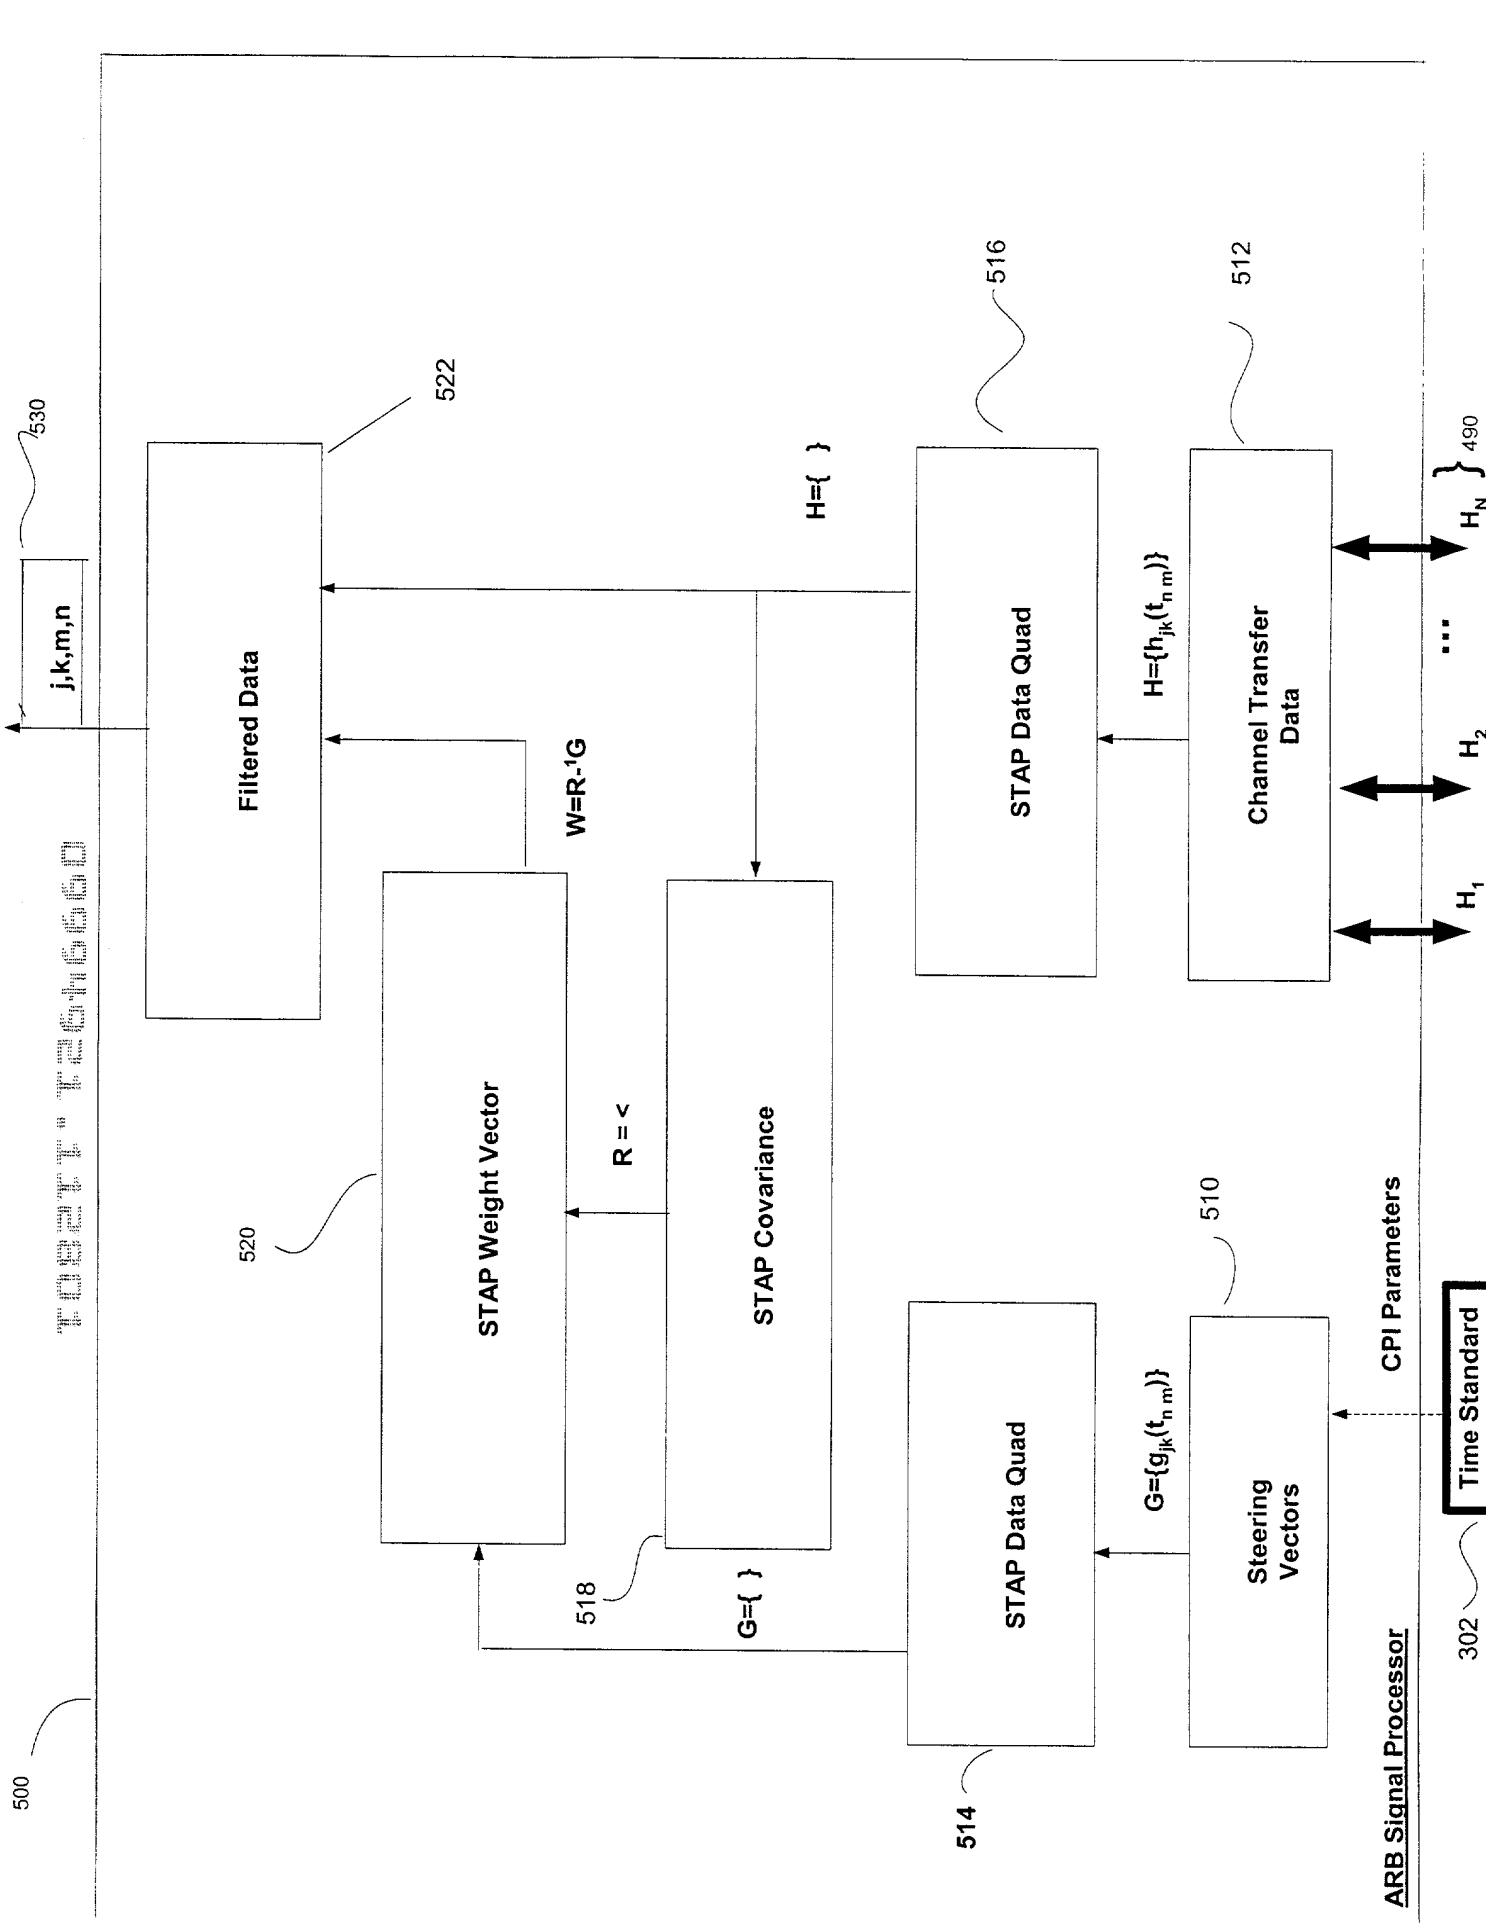 530
j,k,m,n
500
Filtered Data
522
520
STAP Weight Vector
W=R-¹G
R = <
H={ }
518
STAP Covariance
G={ }
516
STAP Data Quad
514
STAP Data Quad
H={h_jk(t_n m)}
G={g_jk(t_n m)}
512
Channel Transfer
Data
510
Steering
Vectors
CPI Parameters
ARB Signal Processor
302
Time Standard
H_1
H_2
...
H_N
} 490